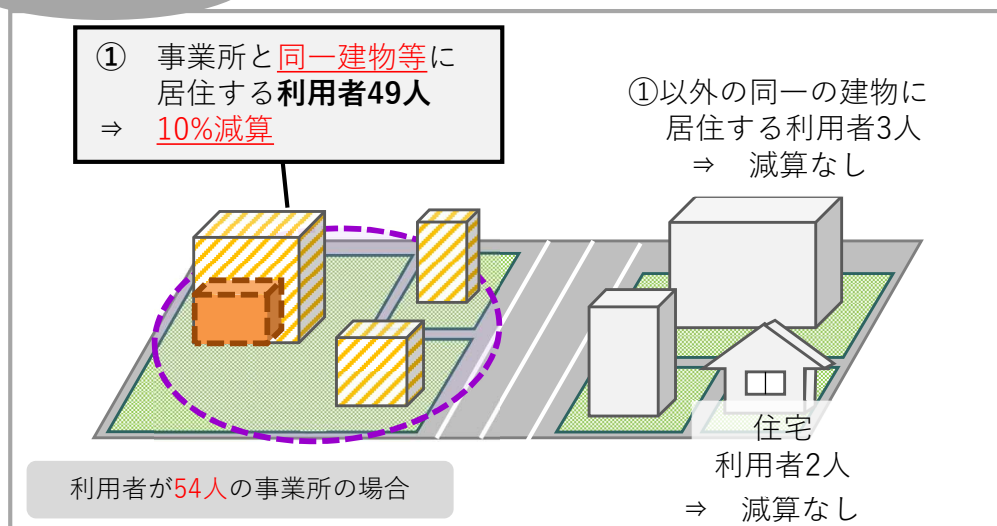 ① 事業所と同一建物等に
居住する利用者49人
⇒ 10%減算
①以外の同一の建物に
居住する利用者3人
⇒ 減算なし
住宅
利用者2人
⇒ 減算なし
利用者が54人の事業所の場合